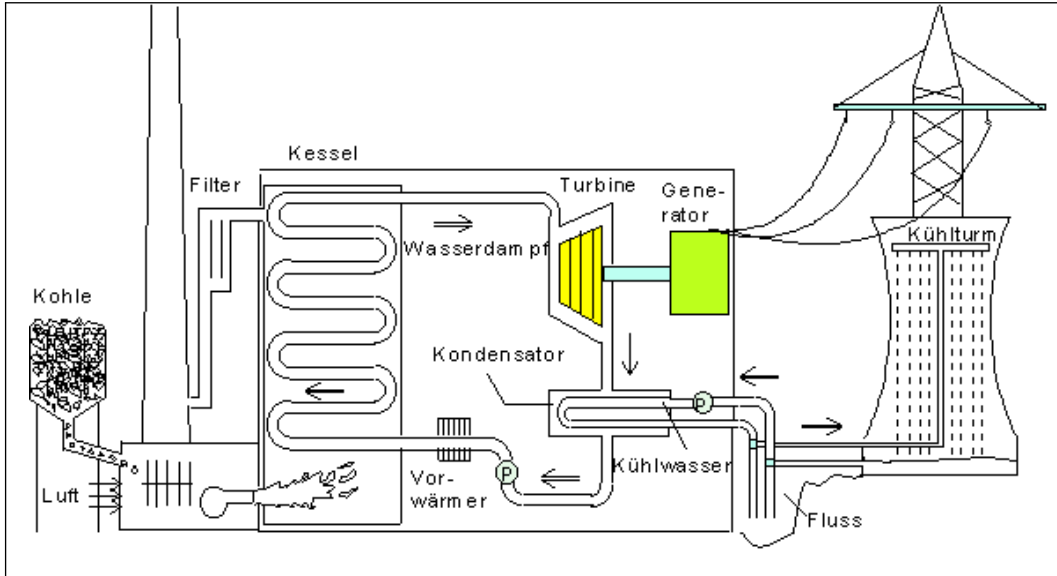 Kessel
Filter
Turbine
Gene-
rator
Wasserdampf
Kühlturm
Kohle
Kondensator
P
Kühlwasser
Vor-
wärmer
P
Luft
Fluss